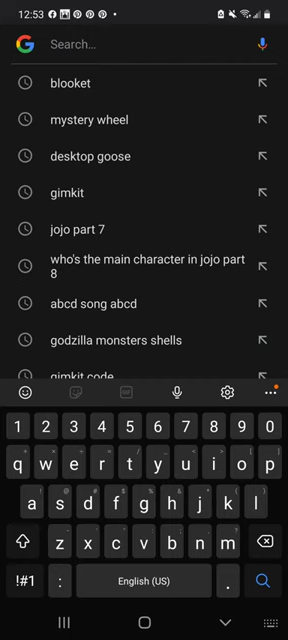 12:53
Search...
blooket
mystery wheel
desktop goose
gimkit
jojo part 7
who's the main character in jojo part
8
abcd song abcd
godzilla monsters shells
gimkit code
GIF
1 2 3 4 5 6 7 8 9 0
q w e r t y u i o p
a s d f g h j k l
z x c v b n m
!#1 : English (US) .